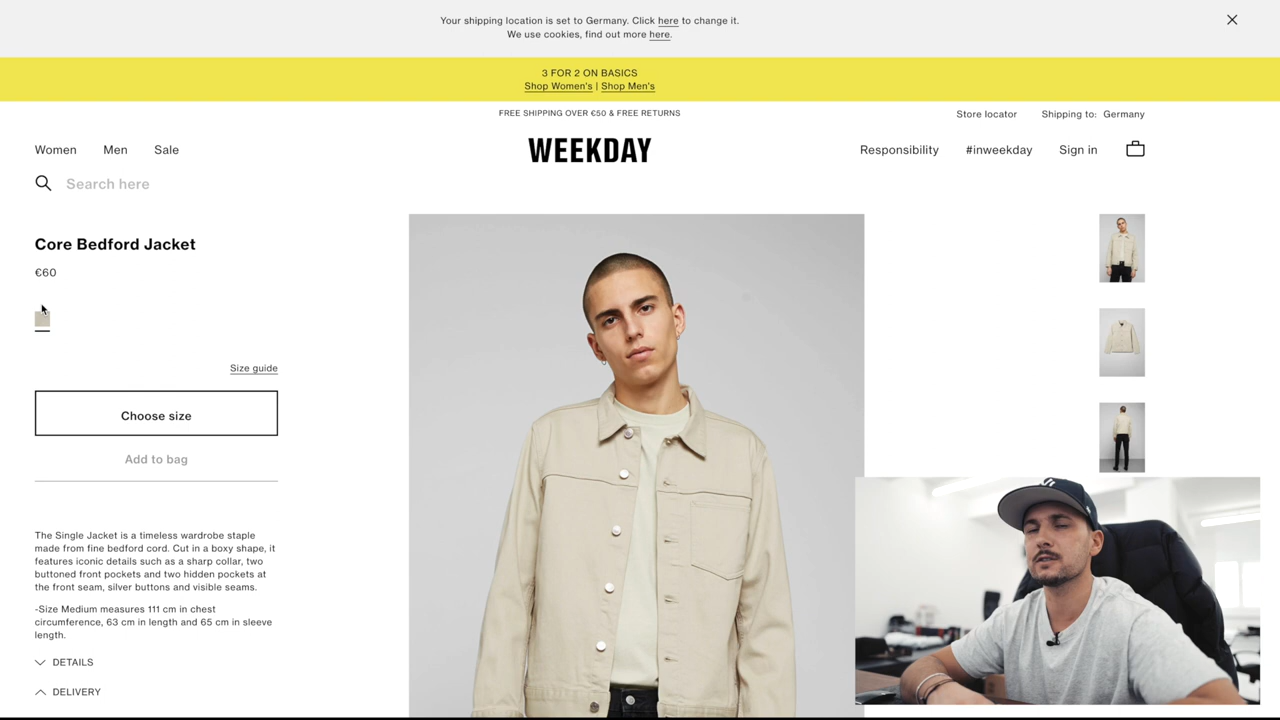 Your shipping location is set to Germany. Click here to change it.
We use cookies, find out more here.
3 FOR 2 ON BASICS
Shop Women's | Shop Men's
FREE SHIPPING OVER €50 & FREE RETURNS
Store locator
Shipping to: Germany
Women
Men
Sale
WEEKDAY
Responsibility
#inweekday
Sign in
Search here
Core Bedford Jacket
€60
Size guide
Choose size
Add to bag
The Single Jacket is a timeless wardrobe staple
made from fine bedford cord. Cut in a boxy shape, it
features iconic details such as a sharp collar, two
buttoned front pockets and two hidden pockets at
the front seam, silver buttons and visible seams.
-Size Medium measures 111 cm in chest
circumference, 63 cm in length and 65 cm in sleeve
length.
DETAILS
DELIVERY